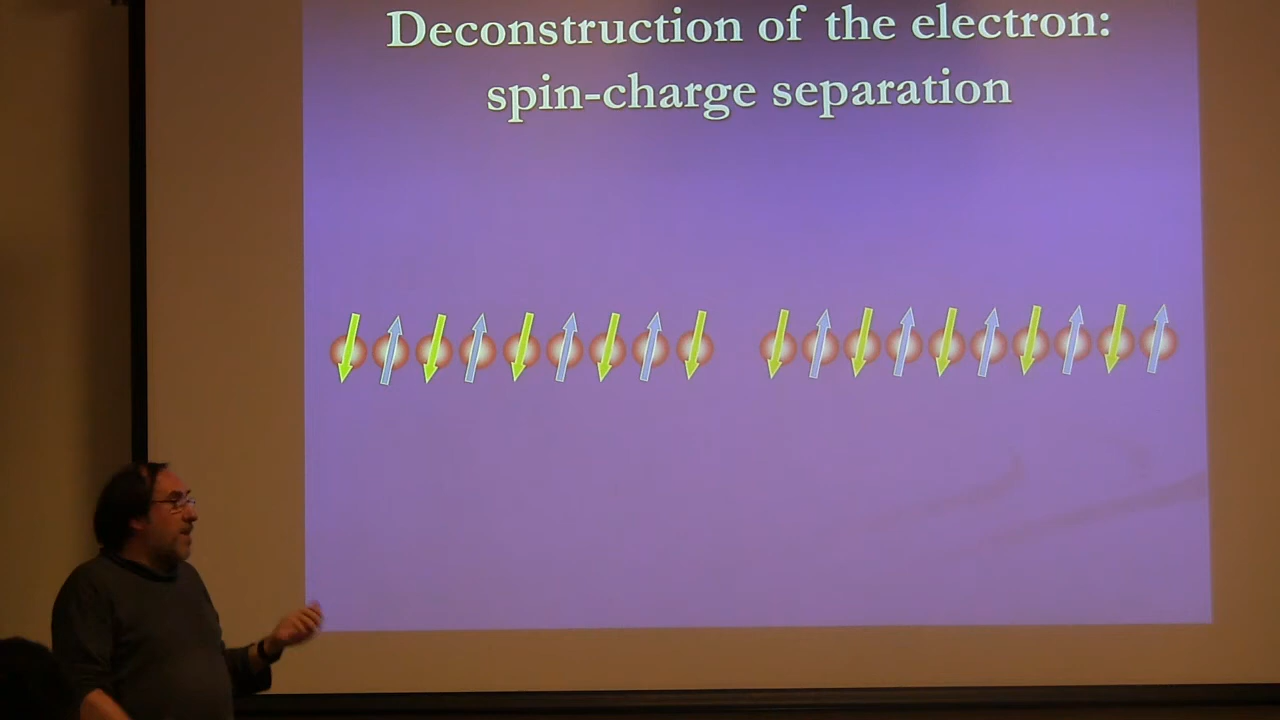 Deconstruction of the electron:
spin-charge separation